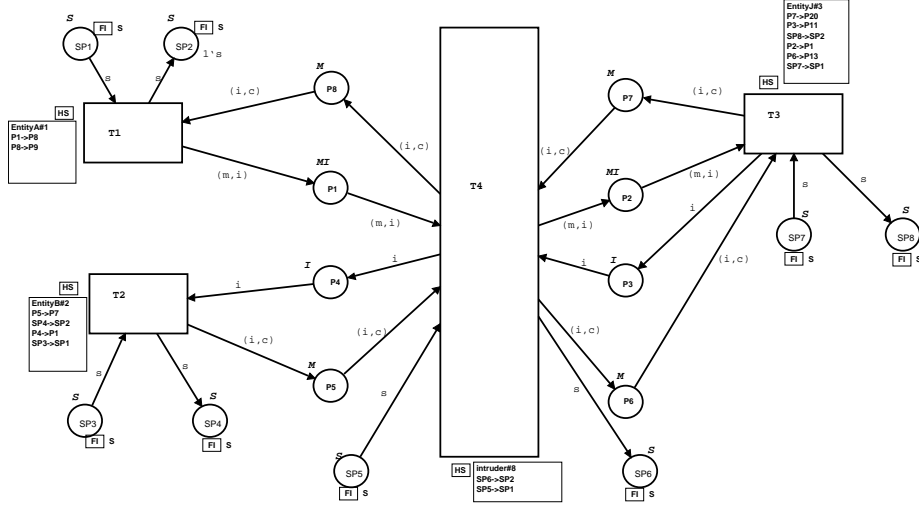 S
FI S
SP1
S
FI S
SP2
1`s
s
s
HS
EntityA#1
P1->P8
P8->P9
T1
(i,c)
M
P8
(i,c)
(m,i)
MI
P1
(m,i)
HS
EntityB#2
P5->P7
SP4->SP2
P4->P1
SP3->SP1
T2
i
I
P4
i
(i,c)
M
P5
(i,c)
s
s
S
SP3
FI S
S
SP4
FI S
S
SP5
FI S
s
T4
HS
intruder#8
SP6->SP2
SP5->SP1
EntityJ#3
P7->P20
P3->P11
SP8->SP2
P2->P1
P6->P13
SP7->SP1
HS
T3
M
P7
(i,c)
(i,c)
MI
P2
(m,i)
(m,i)
i
I
P3
i
(i,c)
(i,c)
M
P6
s
S
SP6
FI S
s
S
SP7
FI S
s
S
SP8
FI S